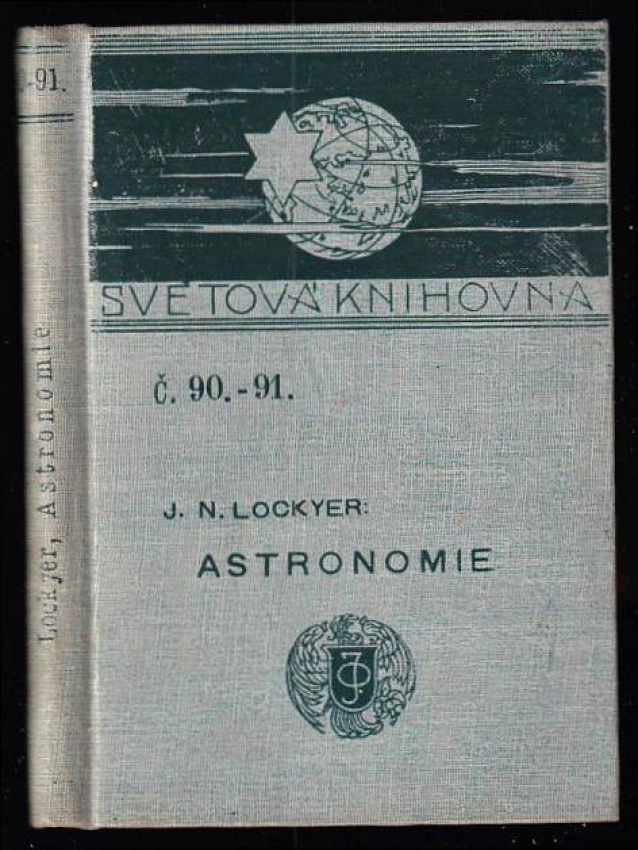 -91.
Lockyer, Astronomie
SVĚTOVÁ KNIHOVNA
Č. 90.-91.
J. N. LOCKYER:
ASTRONOMIE